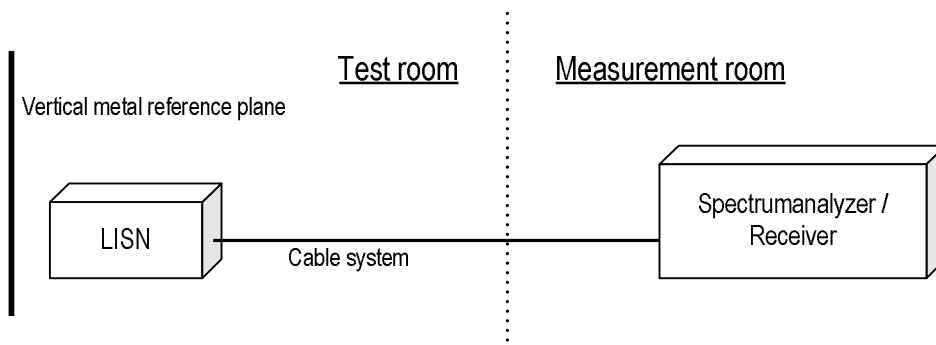 Test room
Measurement room
Vertical metal reference plane
LISN
Cable system
Spectrumanalyzer /
Receiver